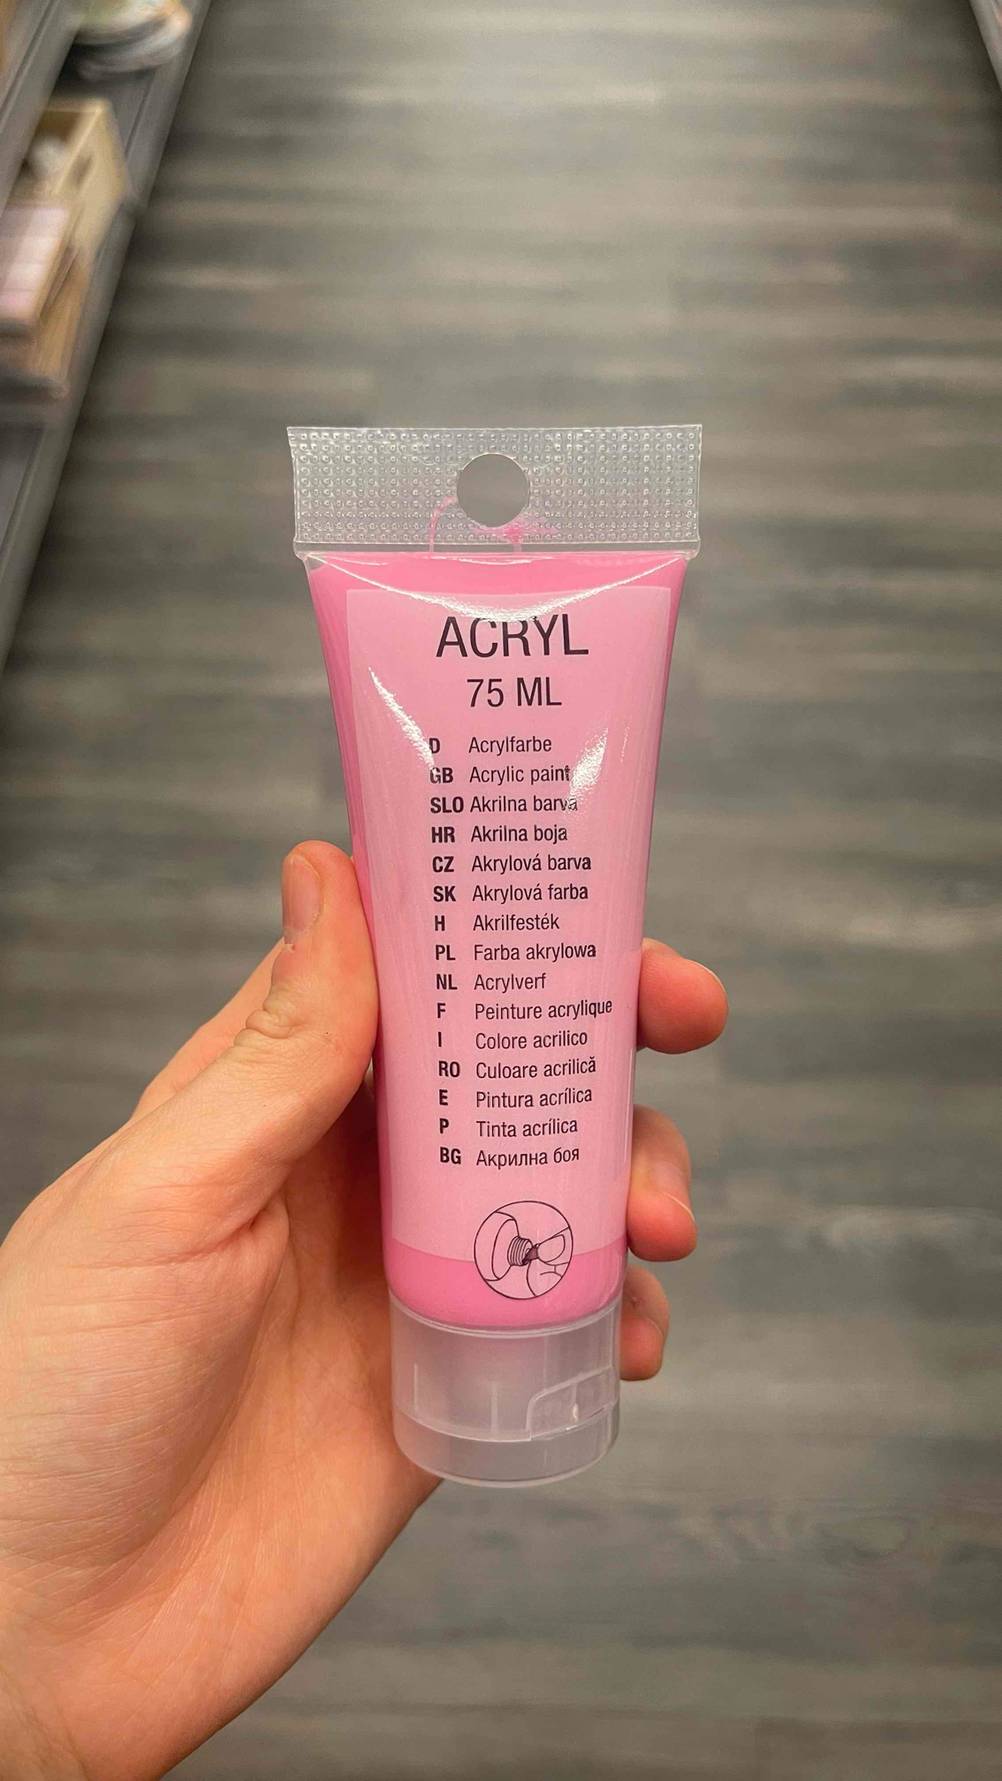 ACRYL
75 ML
D Acrylfarbe
GB Acrylic paint
SLO Akrilna barva
HR Akrilna boja
CZ Akrylová barva
SK Akrylová farba
H Akrilfesték
PL Farba akrylowa
NL Acrylverf
F Peinture acrylique
I Colore acrilico
RO Culoare acrilică
E Pintura acrílica
P Tinta acrílica
BG Акрилна боя